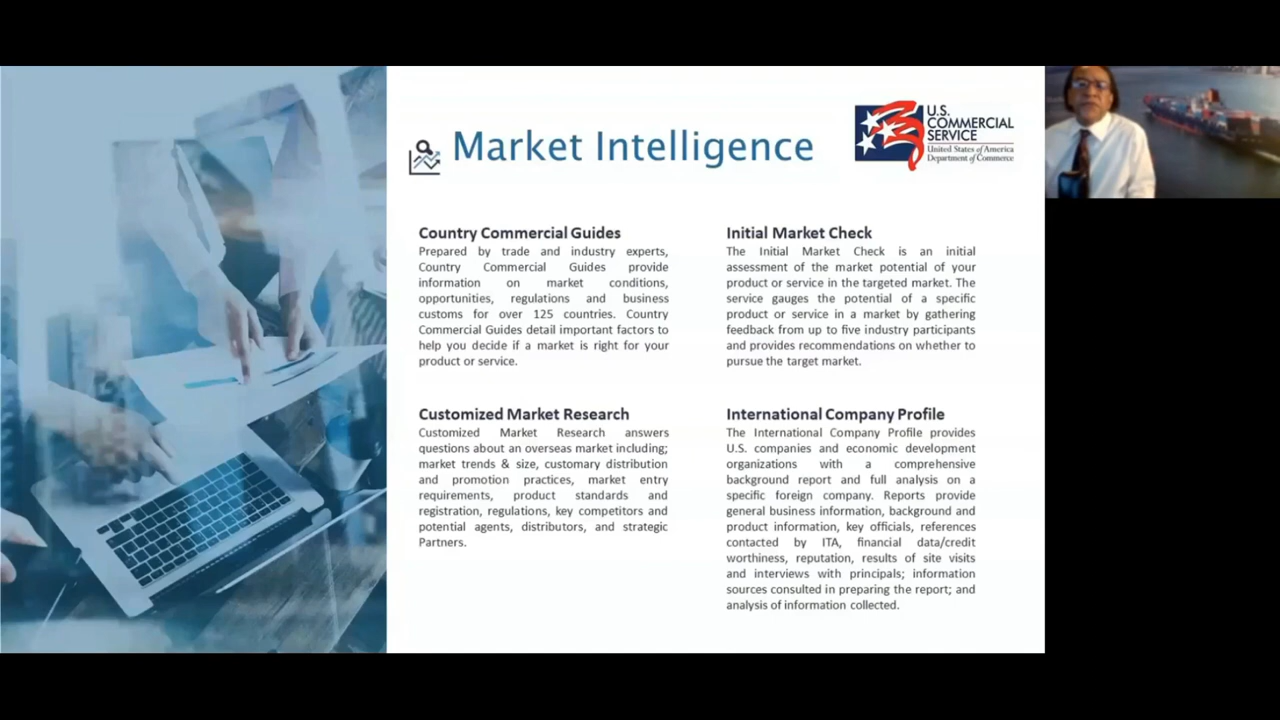 Market Intelligence
U.S.
COMMERCIAL
SERVICE
United States of America
Department of Commerce
Country Commercial Guides
Prepared by trade and industry experts,
Country Commercial Guides provide
information on market conditions,
opportunities, regulations and business
customs for over 125 countries. Country
Commercial Guides detail important factors to
help you decide if a market is right for your
product or service.
Initial Market Check
The Initial Market Check is an initial
assessment of the market potential of your
product or service in the targeted market. The
service gauges the potential of a specific
product or service in a market by gathering
feedback from up to five industry participants
and provides recommendations on whether to
pursue the target market.
Customized Market Research
Customized Market Research answers
questions about an overseas market including;
market trends & size, customary distribution
and promotion practices, market entry
requirements, product standards and
registration, regulations, key competitors and
potential agents, distributors, and strategic
Partners.
International Company Profile
The International Company Profile provides
U.S. companies and economic development
organizations with a comprehensive
background report and full analysis on a
specific foreign company. Reports provide
general business information, background and
product information, key officials, references
contacted by ITA, financial data/credit
worthiness, reputation, results of site visits
and interviews with principals; information
sources consulted in preparing the report; and
analysis of information collected.